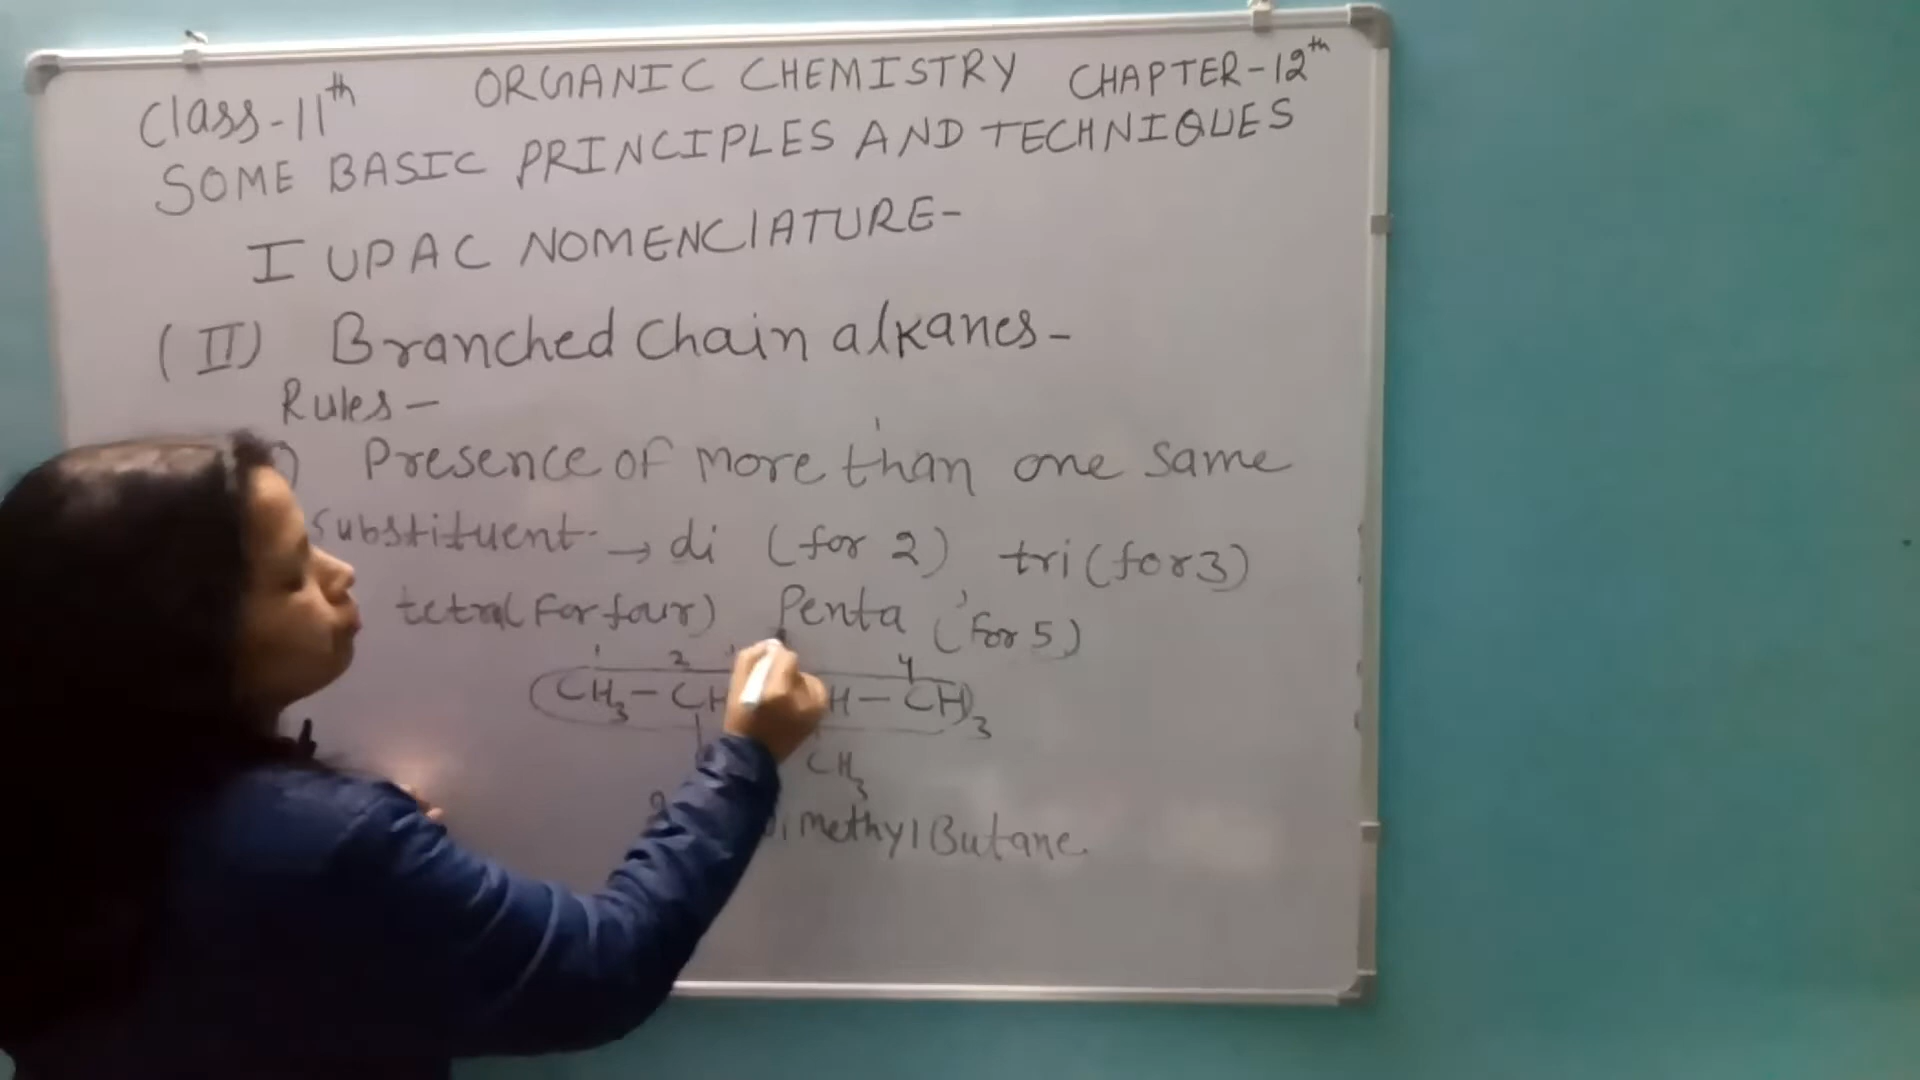 Class-11th ORGANIC CHEMISTRY CHAPTER-12th
SOME BASIC PRINCIPLES AND TECHNIQUES
IUPAC NOMENCLATURE-
(II) Branched Chain alkanes-
Rules-
Presence of more than one same
Substituent → di (for 2) tri (for 3)
tetra (For four) Penta (for 5)
1 2 4
CH3-CH H-CH3
CH3
DimethylButane